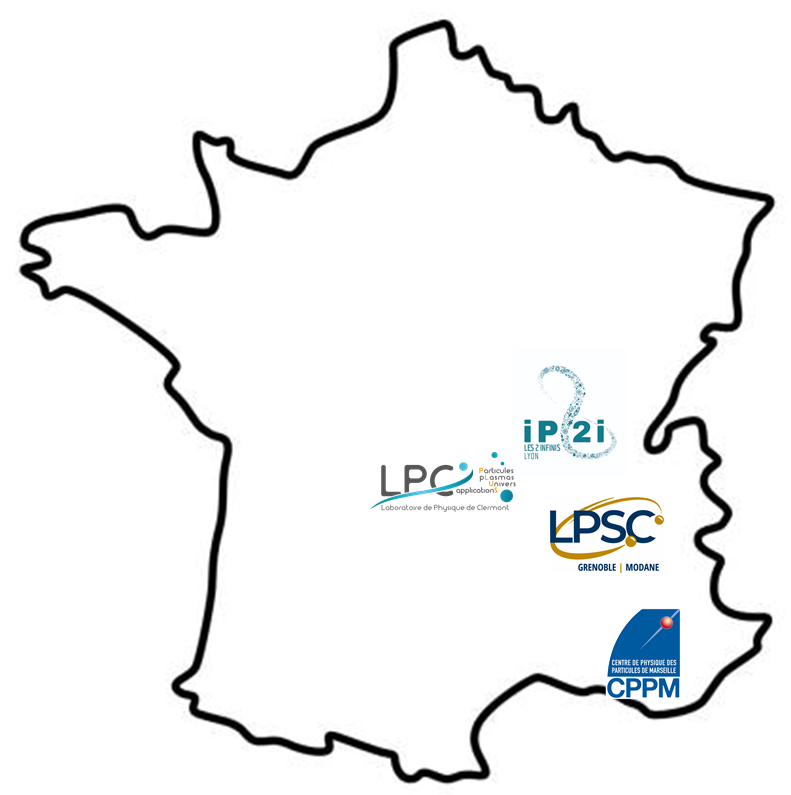 iP2i
LES 2 INFINIS
LYON
LPC
Particules
pLasmas
Univers
applicationS
Laboratoire de Physique de Clermont
LPSC
GRENOBLE | MODANE
CENTRE DE PHYSIQUE DES
PARTICULES DE MARSEILLE
CPPM